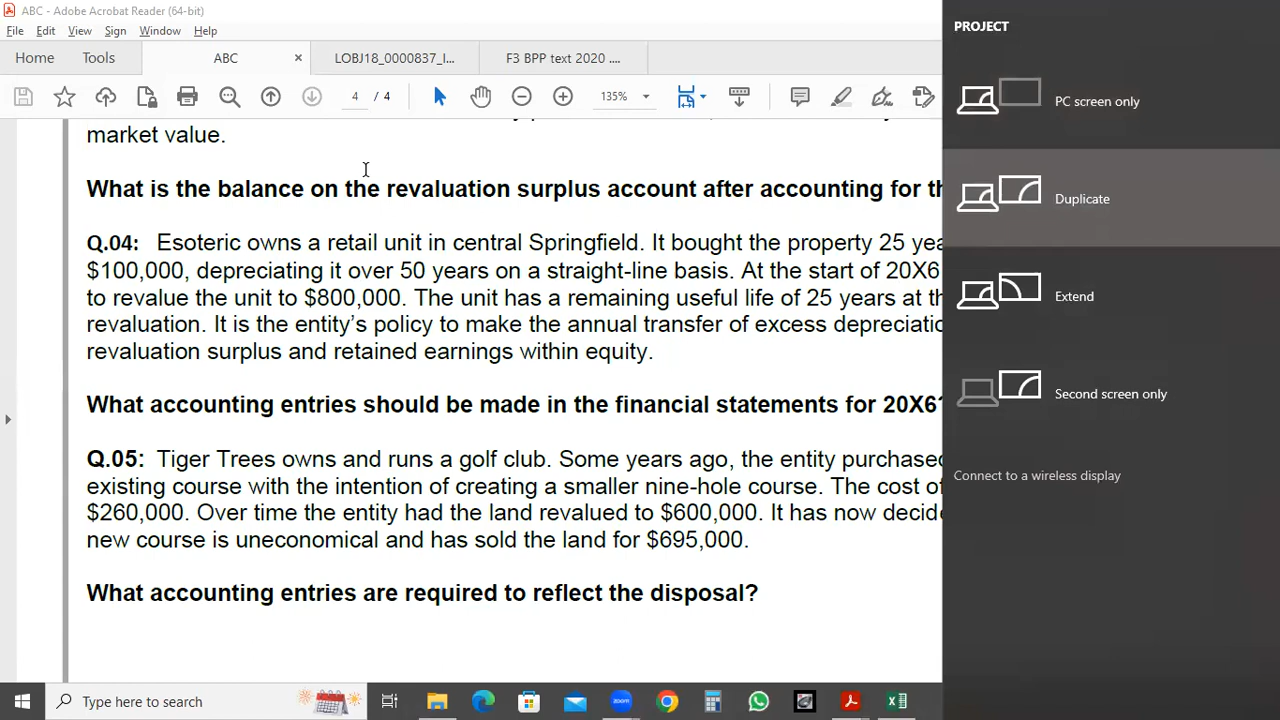 ABC - Adobe Acrobat Reader (64-bit)
File Edit View Sign Window Help
Home Tools ABC × LOBJ18_0000837_I... F3 BPP text 2020 ....
4 / 4 135%
market value.
What is the balance on the revaluation surplus account after accounting for th
Q.04: Esoteric owns a retail unit in central Springfield. It bought the property 25 yea
$100,000, depreciating it over 50 years on a straight-line basis. At the start of 20X6
to revalue the unit to $800,000. The unit has a remaining useful life of 25 years at th
revaluation. It is the entity's policy to make the annual transfer of excess depreciatio
revaluation surplus and retained earnings within equity.
What accounting entries should be made in the financial statements for 20X6?
Q.05: Tiger Trees owns and runs a golf club. Some years ago, the entity purchased
existing course with the intention of creating a smaller nine-hole course. The cost of
$260,000. Over time the entity had the land revalued to $600,000. It has now decide
new course is uneconomical and has sold the land for $695,000.
What accounting entries are required to reflect the disposal?
PROJECT
PC screen only
Duplicate
Extend
Second screen only
Connect to a wireless display
Type here to search
zoom